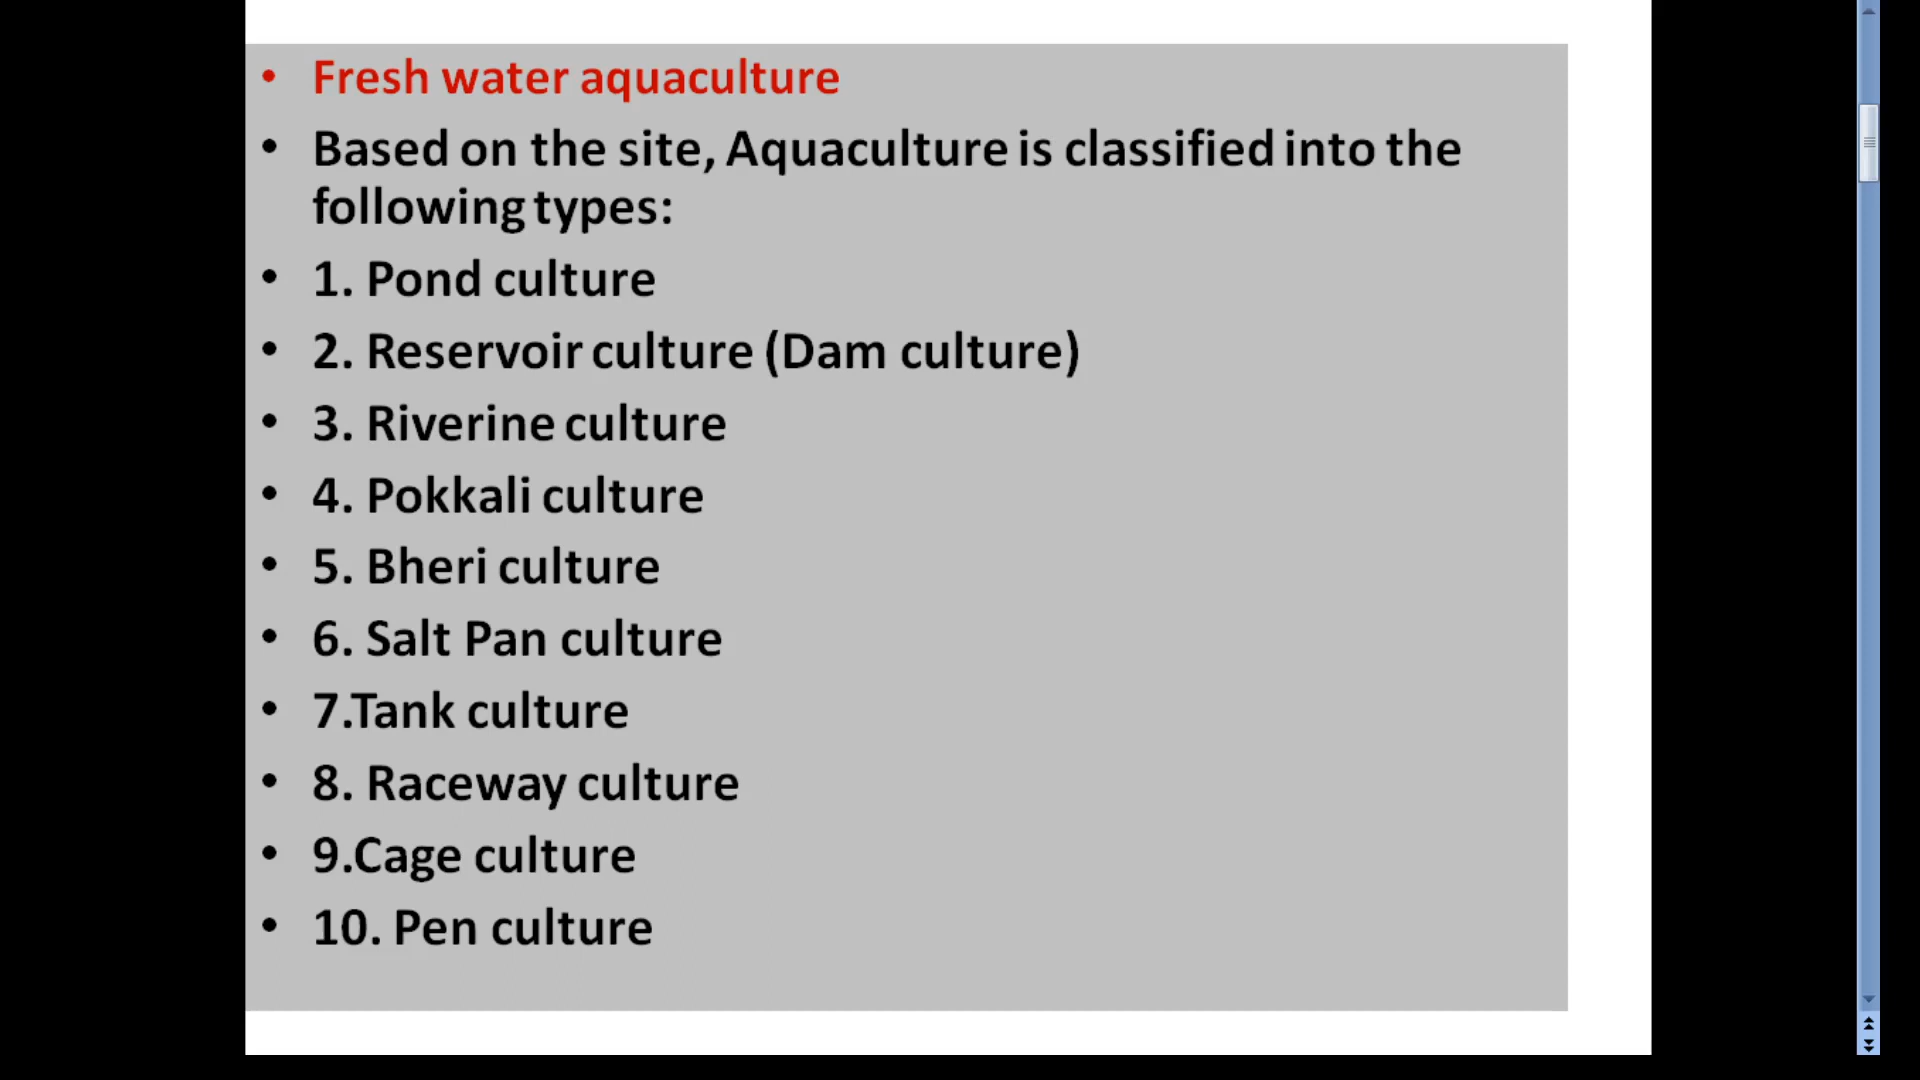 • Fresh water aquaculture
• Based on the site, Aquaculture is classified into the
following types:
• 1. Pond culture
• 2. Reservoir culture (Dam culture)
• 3. Riverine culture
• 4. Pokkali culture
• 5. Bheri culture
• 6. Salt Pan culture
• 7.Tank culture
• 8. Raceway culture
• 9.Cage culture
• 10. Pen culture